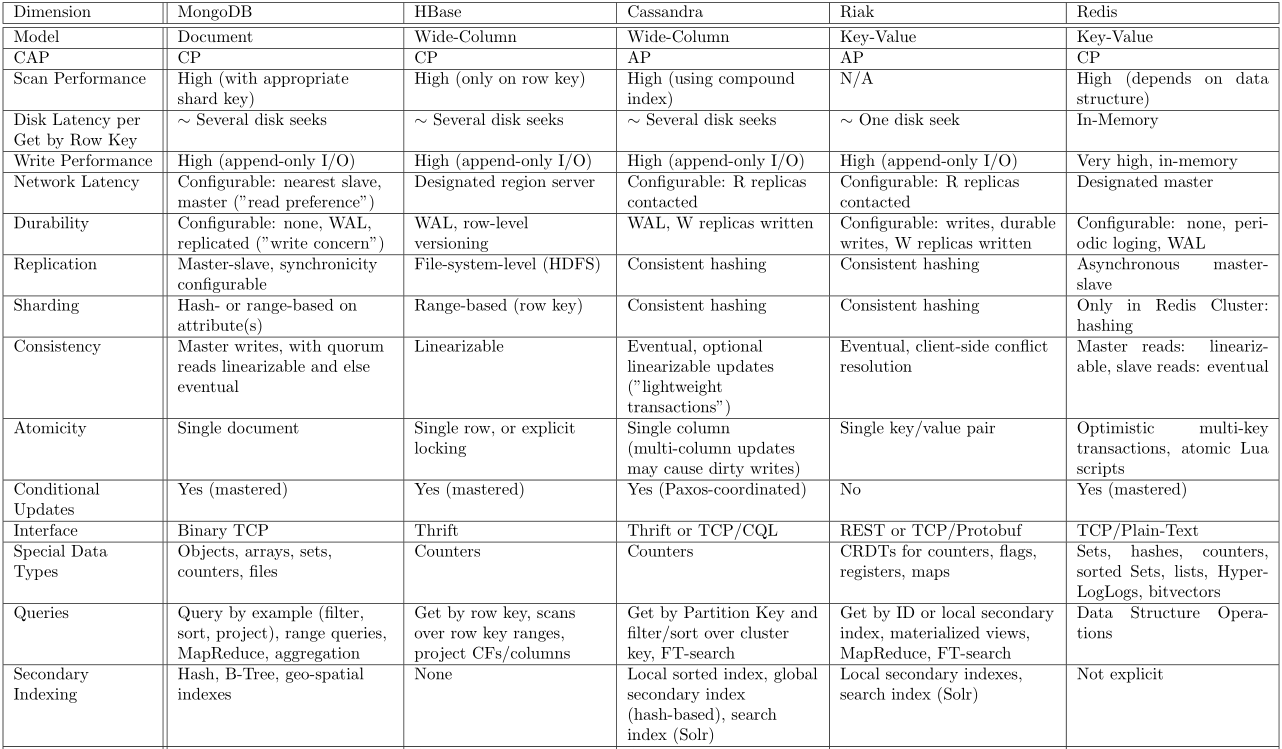 Dimension MongoDB HBase Cassandra Riak Redis
Model Document Wide-Column Wide-Column Key-Value Key-Value
CAP CP CP AP AP CP
Scan Performance High (with appropriate High (only on row key) High (using compound N/A High (depends on data
shard key) index) structure)
Disk Latency per ∼ Several disk seeks ∼ Several disk seeks ∼ Several disk seeks ∼ One disk seek In-Memory
Get by Row Key
Write Performance High (append-only I/O) High (append-only I/O) High (append-only I/O) High (append-only I/O) Very high, in-memory
Network Latency Configurable: nearest slave, Designated region server Configurable: R replicas Configurable: R replicas Designated master
master ("read preference") contacted contacted
Durability Configurable: none, WAL, WAL, row-level WAL, W replicas written Configurable: writes, durable Configurable: none, peri-
replicated ("write concern") versioning writes, W replicas written odic loging, WAL
Replication Master-slave, synchronicity File-system-level (HDFS) Consistent hashing Consistent hashing Asynchronous master-
configurable slave
Sharding Hash- or range-based on Range-based (row key) Consistent hashing Consistent hashing Only in Redis Cluster:
attribute(s) hashing
Consistency Master writes, with quorum Linearizable Eventual, optional Eventual, client-side conflict Master reads: lineariz-
reads linearizable and else linearizable updates resolution able, slave reads: eventual
eventual ("lightweight
transactions")
Atomicity Single document Single row, or explicit Single column Single key/value pair Optimistic multi-key
locking (multi-column updates transactions, atomic Lua
may cause dirty writes) scripts
Conditional Yes (mastered) Yes (mastered) Yes (Paxos-coordinated) No Yes (mastered)
Updates
Interface Binary TCP Thrift Thrift or TCP/CQL REST or TCP/Protobuf TCP/Plain-Text
Special Data Objects, arrays, sets, Counters Counters CRDTs for counters, flags, Sets, hashes, counters,
Types counters, files registers, maps sorted Sets, lists, Hyper-
LogLogs, bitvectors
Queries Query by example (filter, Get by row key, scans Get by Partition Key and Get by ID or local secondary Data Structure Opera-
sort, project), range queries, over row key ranges, filter/sort over cluster index, materialized views, tions
MapReduce, aggregation project CFs/columns key, FT-search MapReduce, FT-search
Secondary Hash, B-Tree, geo-spatial None Local sorted index, global Local secondary indexes, Not explicit
Indexing indexes secondary index search index (Solr)
(hash-based), search
index (Solr)